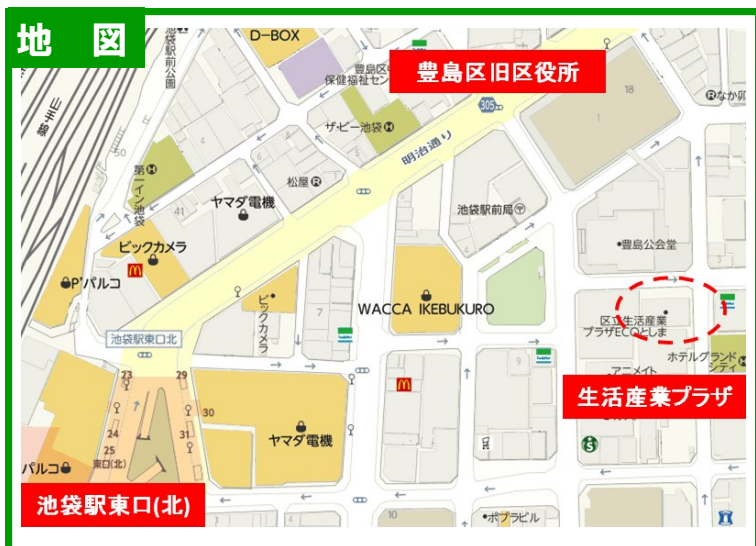 地 図
池袋駅前公園
D-BOX
豊島区
保健福祉セン
豊島区旧区役所
山手線
305
18
なか卯
ザ・ビー池袋
明治通り
1
50
第一イン池袋
松屋
41
ヤマダ電機
池袋駅前局
ビックカメラ
豊島公会堂
P'パルコ
WACCA IKEBUKURO
ビックカメラ
7
区立生活産業
プラザECOとしま
池袋駅東口北
9
ホテルグランド
シティ
アニメイト
生活産業プラザ
23
29
30
24
31
25
東口(北)
ヤマダ電機
パルコ
池袋駅東口(北)
10
ポプラビル